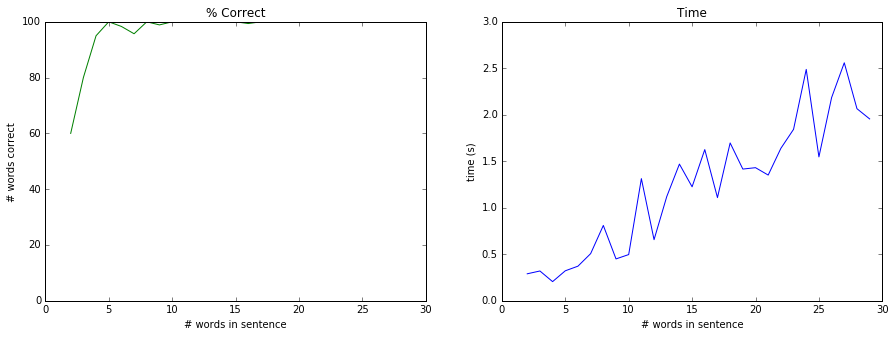 % Correct
# words correct
100
80
60
40
20
0
0 5 10 15 20 25 30
# words in sentence
Time
time (s)
3.0
2.5
2.0
1.5
1.0
0.5
0.0
0 5 10 15 20 25 30
# words in sentence